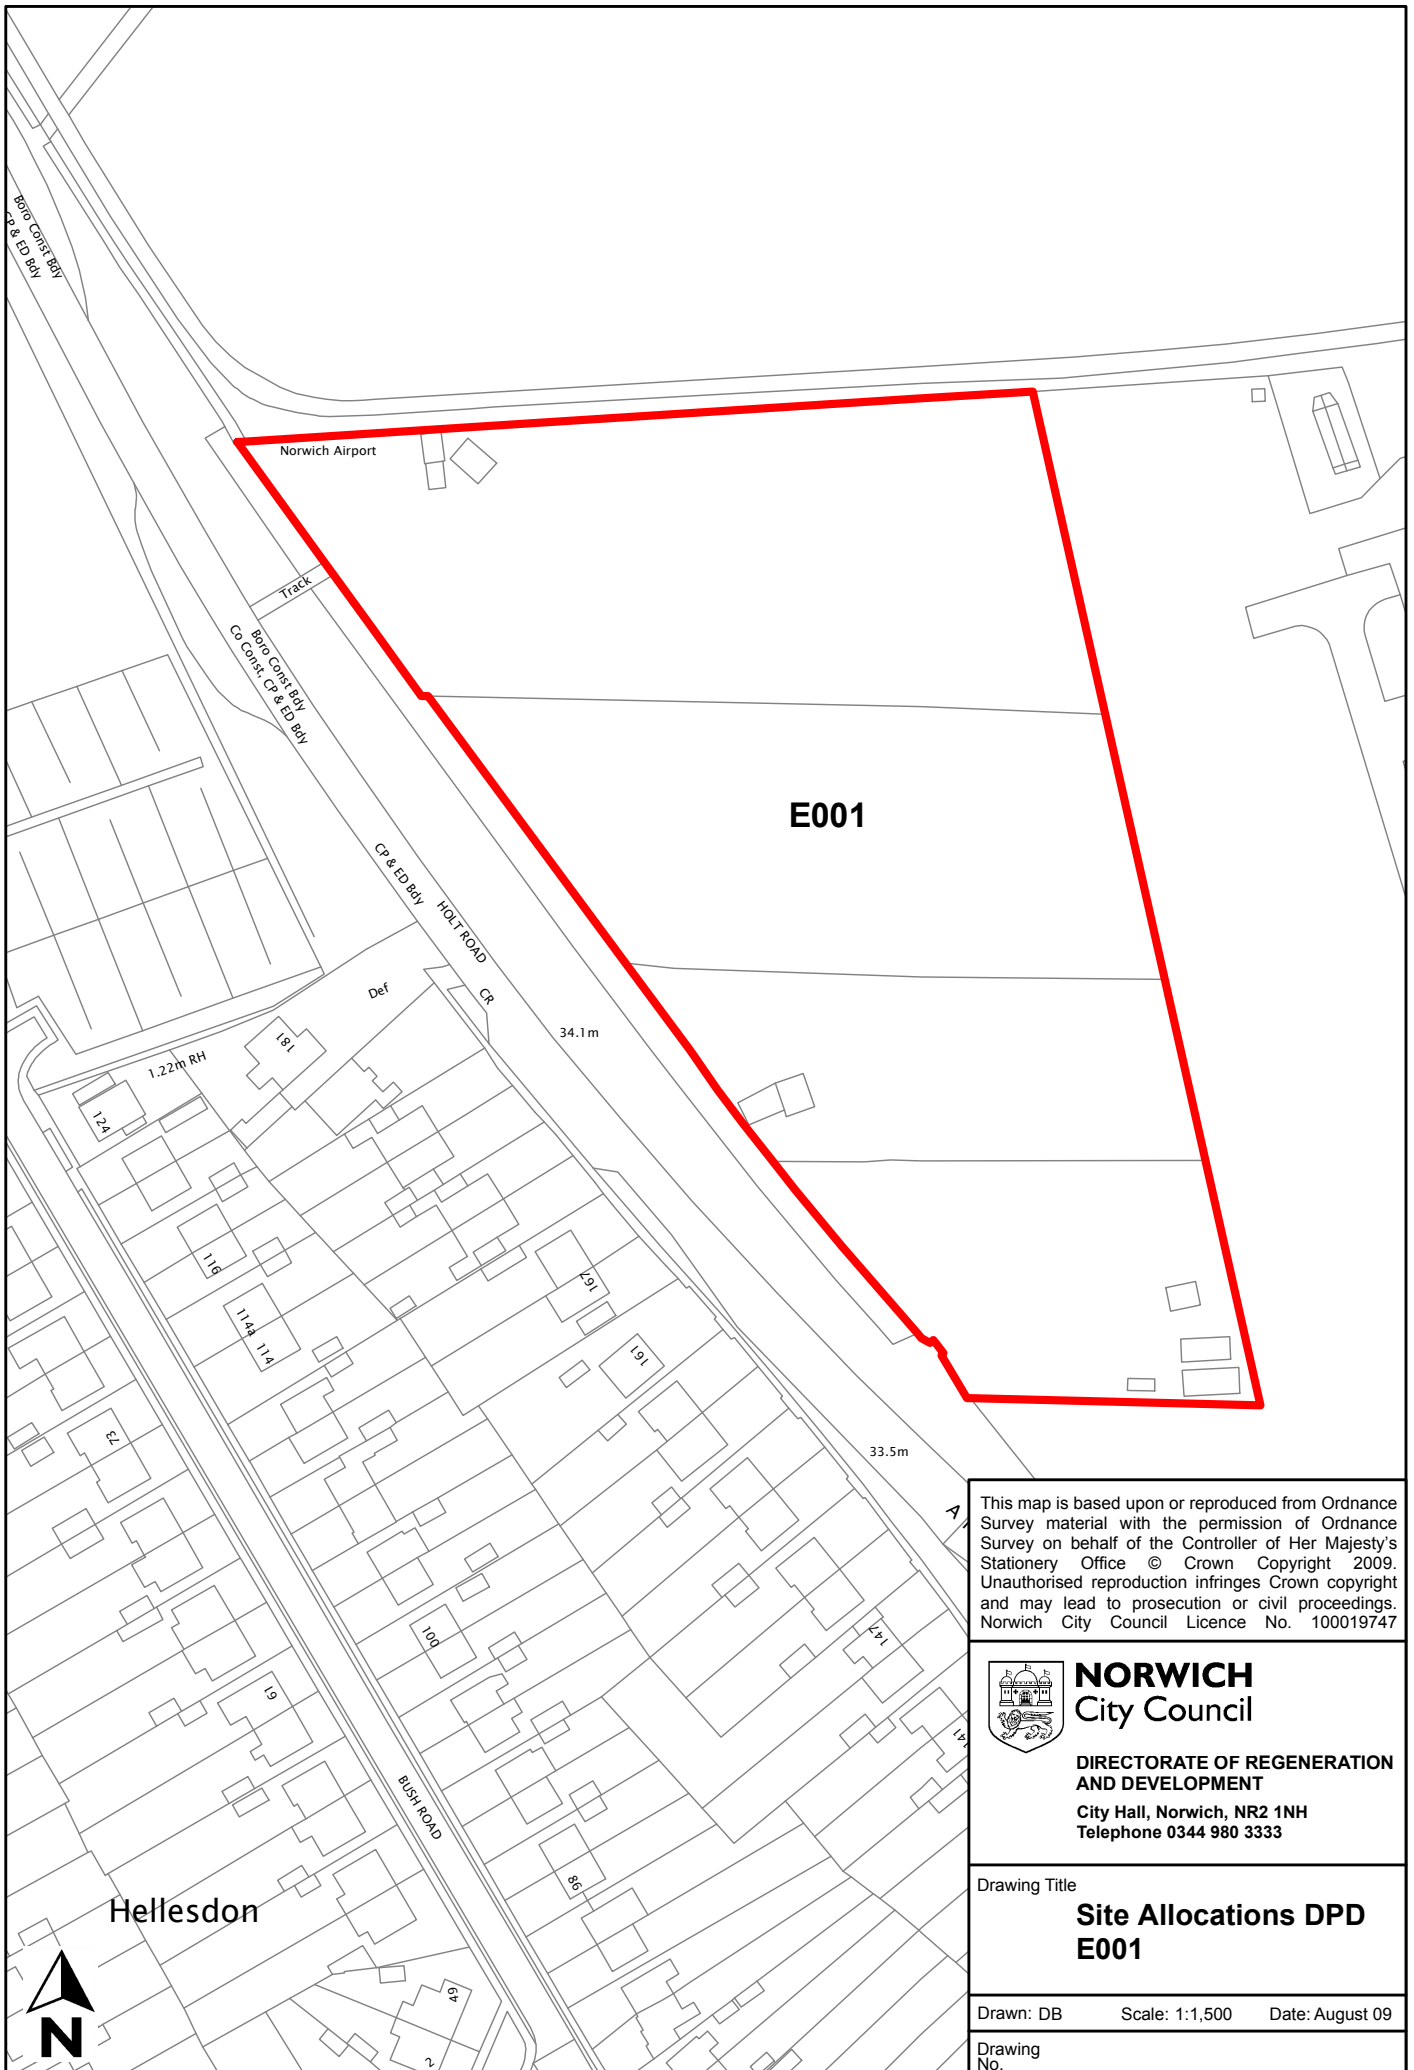 Boro Const Bdy
CP & ED Bdy
Norwich Airport
Track
Boro Const Bdy
Co Const, CP & ED Bdy
E001
CP & ED Bdy
HOLT ROAD
CR
Def
34.1m
181
1.22m RH
124
116
167
114a
114
161
73
33.5m
A
100
147
61
141
BUSH ROAD
86
Hellesdon
49
2
N
This map is based upon or reproduced from Ordnance
Survey material with the permission of Ordnance
Survey on behalf of the Controller of Her Majesty's
Stationery Office © Crown Copyright 2009.
Unauthorised reproduction infringes Crown copyright
and may lead to prosecution or civil proceedings.
Norwich City Council Licence No. 100019747
NORWICH
City Council
DIRECTORATE OF REGENERATION
AND DEVELOPMENT
City Hall, Norwich, NR2 1NH
Telephone 0344 980 3333
Drawing Title
Site Allocations DPD
E001
Drawn: DB Scale: 1:1,500 Date: August 09
Drawing
No.